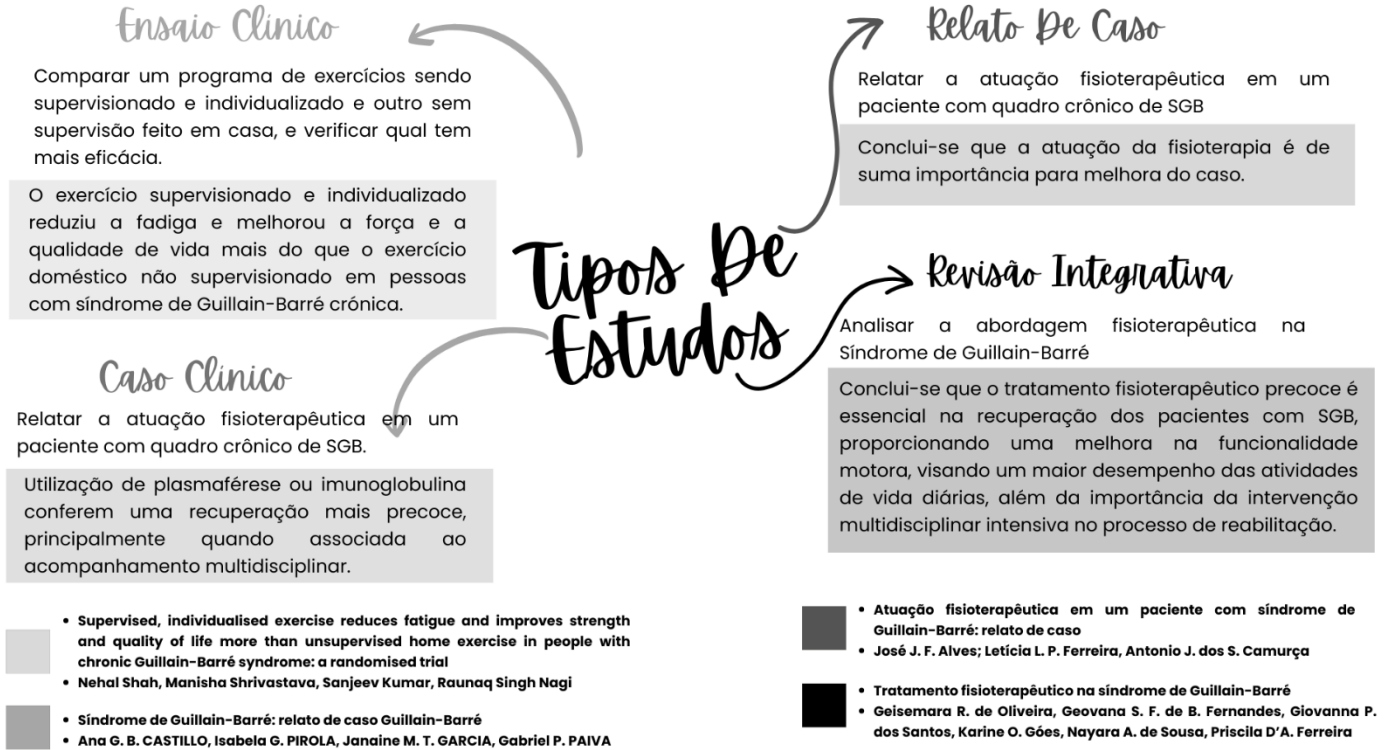 Ensaio Clínico
Comparar um programa de exercícios sendo
supervisionado e individualizado e outro sem
supervisão feito em casa, e verificar qual tem
mais eficácia.
O exercício supervisionado e individualizado
reduziu a fadiga e melhorou a força e a
qualidade de vida mais do que o exercício
doméstico não supervisionado em pessoas
com síndrome de Guillain-Barré crónica.
Caso Clínico
Relatar a atuação fisioterapêutica em um
paciente com quadro crônico de SGB.
Utilização de plasmaférese ou imunoglobulina
conferem uma recuperação mais precoce,
principalmente quando associada ao
acompanhamento multidisciplinar.
Tipos De
Estudos
Relato De Caso
Relatar a atuação fisioterapêutica em um
paciente com quadro crônico de SGB
Conclui-se que a atuação da fisioterapia é de
suma importância para melhora do caso.
Revisão Integrativa
Analisar a abordagem fisioterapêutica na
Síndrome de Guillain-Barré
Conclui-se que o tratamento fisioterapêutico precoce é
essencial na recuperação dos pacientes com SGB,
proporcionando uma melhora na funcionalidade
motora, visando um maior desempenho das atividades
de vida diárias, além da importância da intervenção
multidisciplinar intensiva no processo de reabilitação.
• Supervised, individualised exercise reduces fatigue and improves strength
and quality of life more than unsupervised home exercise in people with
chronic Guillain-Barré syndrome: a randomised trial
• Nehal Shah, Manisha Shrivastava, Sanjeev Kumar, Raunaq Singh Nagi
• Síndrome de Guillain-Barré: relato de caso Guillain-Barré
• Ana G. B. CASTILLO, Isabela G. PIROLA, Janaine M. T. GARCIA, Gabriel P. PAIVA
• Atuação fisioterapêutica em um paciente com síndrome de
Guillain-Barré: relato de caso
• José J. F. Alves; Letícia L. P. Ferreira, Antonio J. dos S. Camurça
• Tratamento fisioterapêutico na síndrome de Guillain-Barré
• Geisemara R. de Oliveira, Geovana S. F. de B. Fernandes, Giovanna P.
dos Santos, Karine O. Góes, Nayara A. de Sousa, Priscila D'A. Ferreira